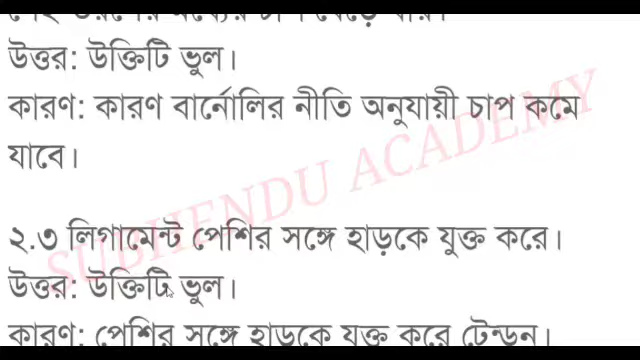 উত্তর: উক্তিটি ভুল।
কারণ: কারণ বার্নোলির নীতি অনুযায়ী চাপ কমে
যাবে।
SUBHENDU ACADEMY
২.৩ লিগামেন্ট পেশির সঙ্গে হাড়কে যুক্ত করে।
উত্তর: উক্তিটি ভুল।
কারণ: পেশির সঙ্গে হাড়কে যুক্ত করে টেন্ডন।